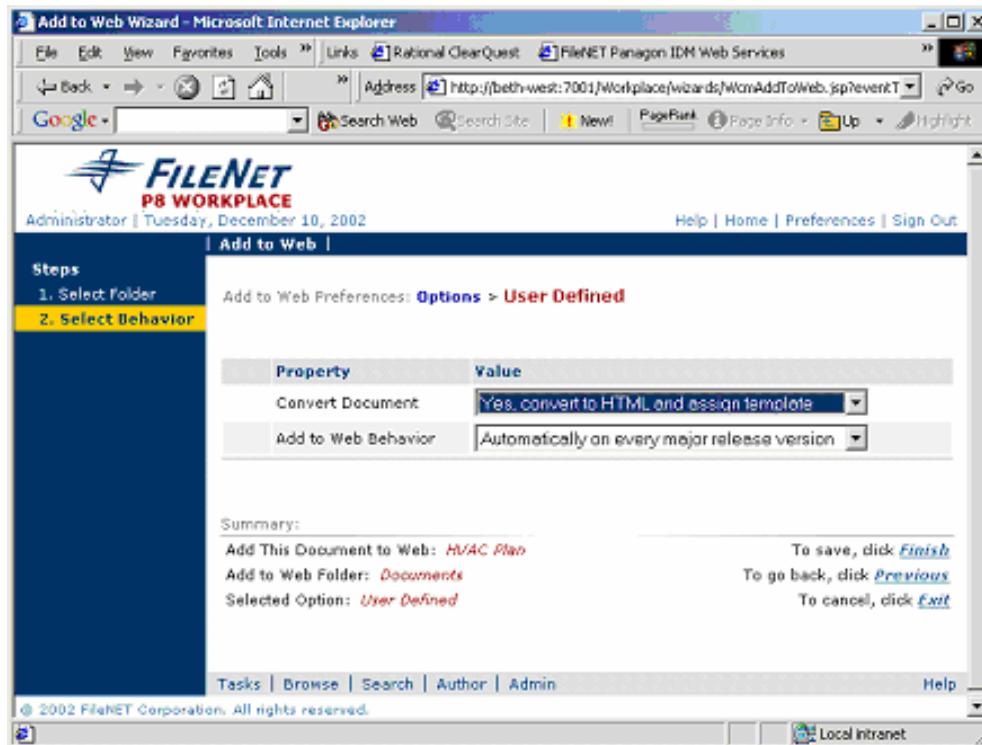 Add to Web Wizard - Microsoft Internet Explorer
File Edit View Favorites Tools » Links Rational ClearQuest FileNET Panagon IDM Web Services »
Back » Address http://beth-west:7001/Workplace/wizards/WcmAddToWeb.jsp?eventT Go
Google Search Web Search Site New! PageRank Page Info Up Highlight
FILENET
P8 WORKPLACE
Administrator | Tuesday, December 10, 2002 Help | Home | Preferences | Sign Out
| Add to Web |
Steps
1. Select Folder
2. Select Behavior
Add to Web Preferences: Options > User Defined
Property Value
Convert Document Yes, convert to HTML and assign template
Add to Web Behavior Automatically on every major release version
Summary:
Add This Document to Web: HVAC Plan To save, click Finish
Add to Web Folder: Documents To go back, click Previous
Selected Option: User Defined To cancel, click Exit
Tasks | Browse | Search | Author | Admin Help
© 2002 FileNET Corporation. All rights reserved.
Local intranet